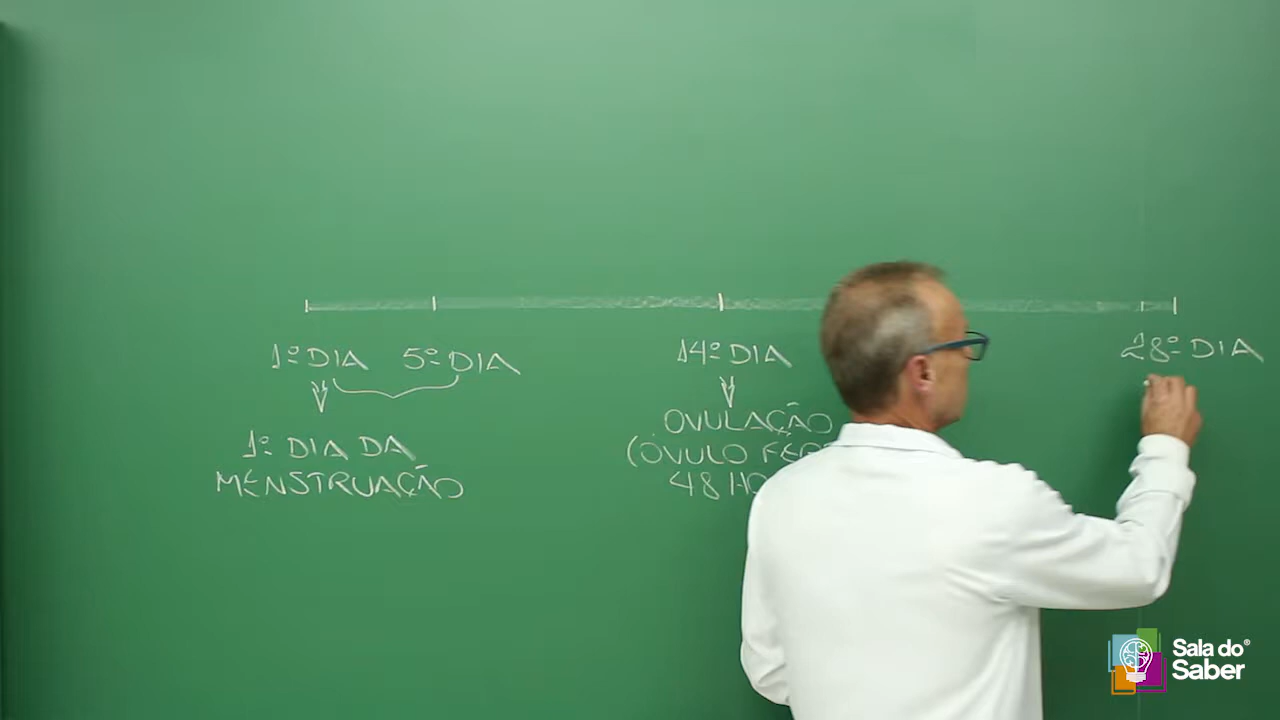 1º DIA 5º DIA 14º DIA 28º DIA
1º DIA DA
MENSTRUAÇÃO
OVULAÇÃO
(ÓVULO
48
Sala do®
Saber